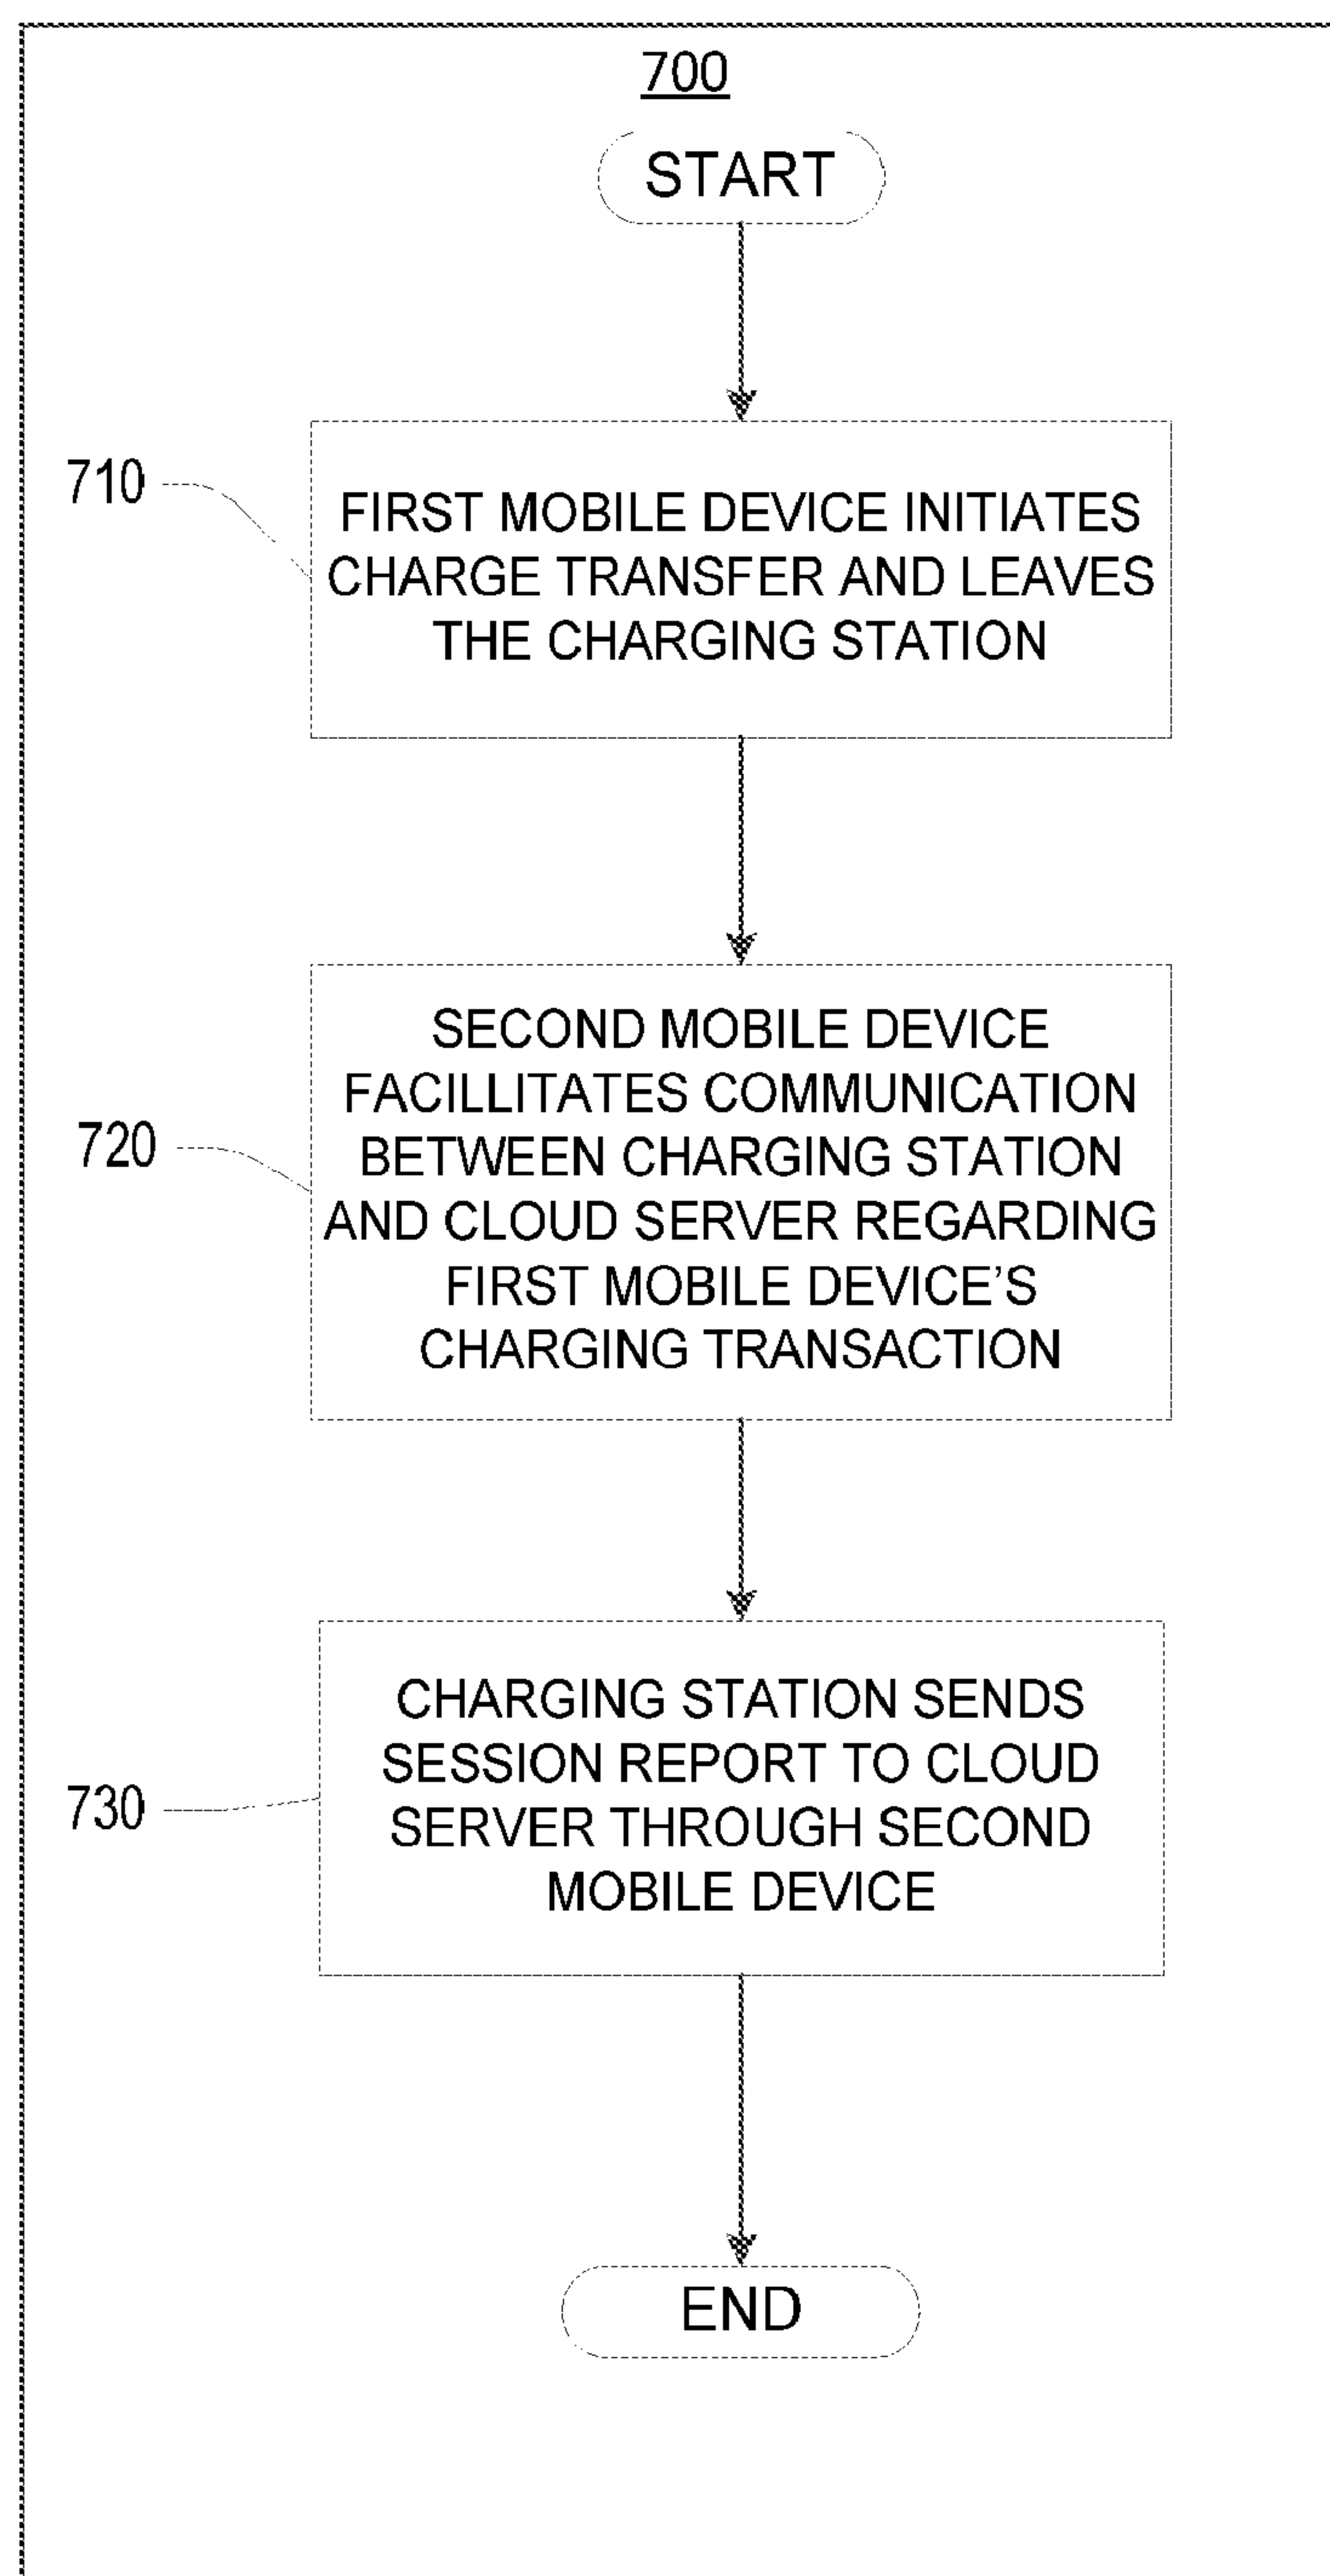 700
START
710
FIRST MOBILE DEVICE INITIATES
CHARGE TRANSFER AND LEAVES
THE CHARGING STATION
720
SECOND MOBILE DEVICE
FACILLITATES COMMUNICATION
BETWEEN CHARGING STATION
AND CLOUD SERVER REGARDING
FIRST MOBILE DEVICE’S
CHARGING TRANSACTION
730
CHARGING STATION SENDS
SESSION REPORT TO CLOUD
SERVER THROUGH SECOND
MOBILE DEVICE
END